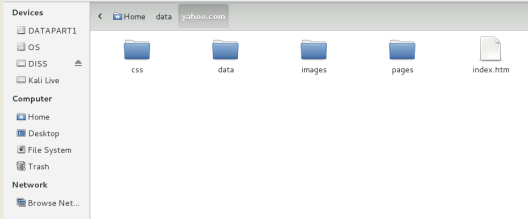 Devices
DATAPART1
OS
DISS
Kali Live
Computer
Home
Desktop
File System
Trash
Network
Browse Net...
Home data yahoo.com
css data images pages index.htm